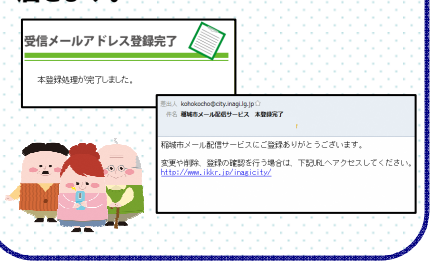 受信メールアドレス登録完了
本登録処理が完了しました。
差出人 kohokocho@city.inagi.lg.jp☆
件名 稲城市メール配信サービス 本登録完了
稲城市メール配信サービスにご登録ありがとうございます。
変更や削除、登録の確認を行う場合は、下記URLへアクセスしてください。
http://www.ikkr.jp/inagicity/